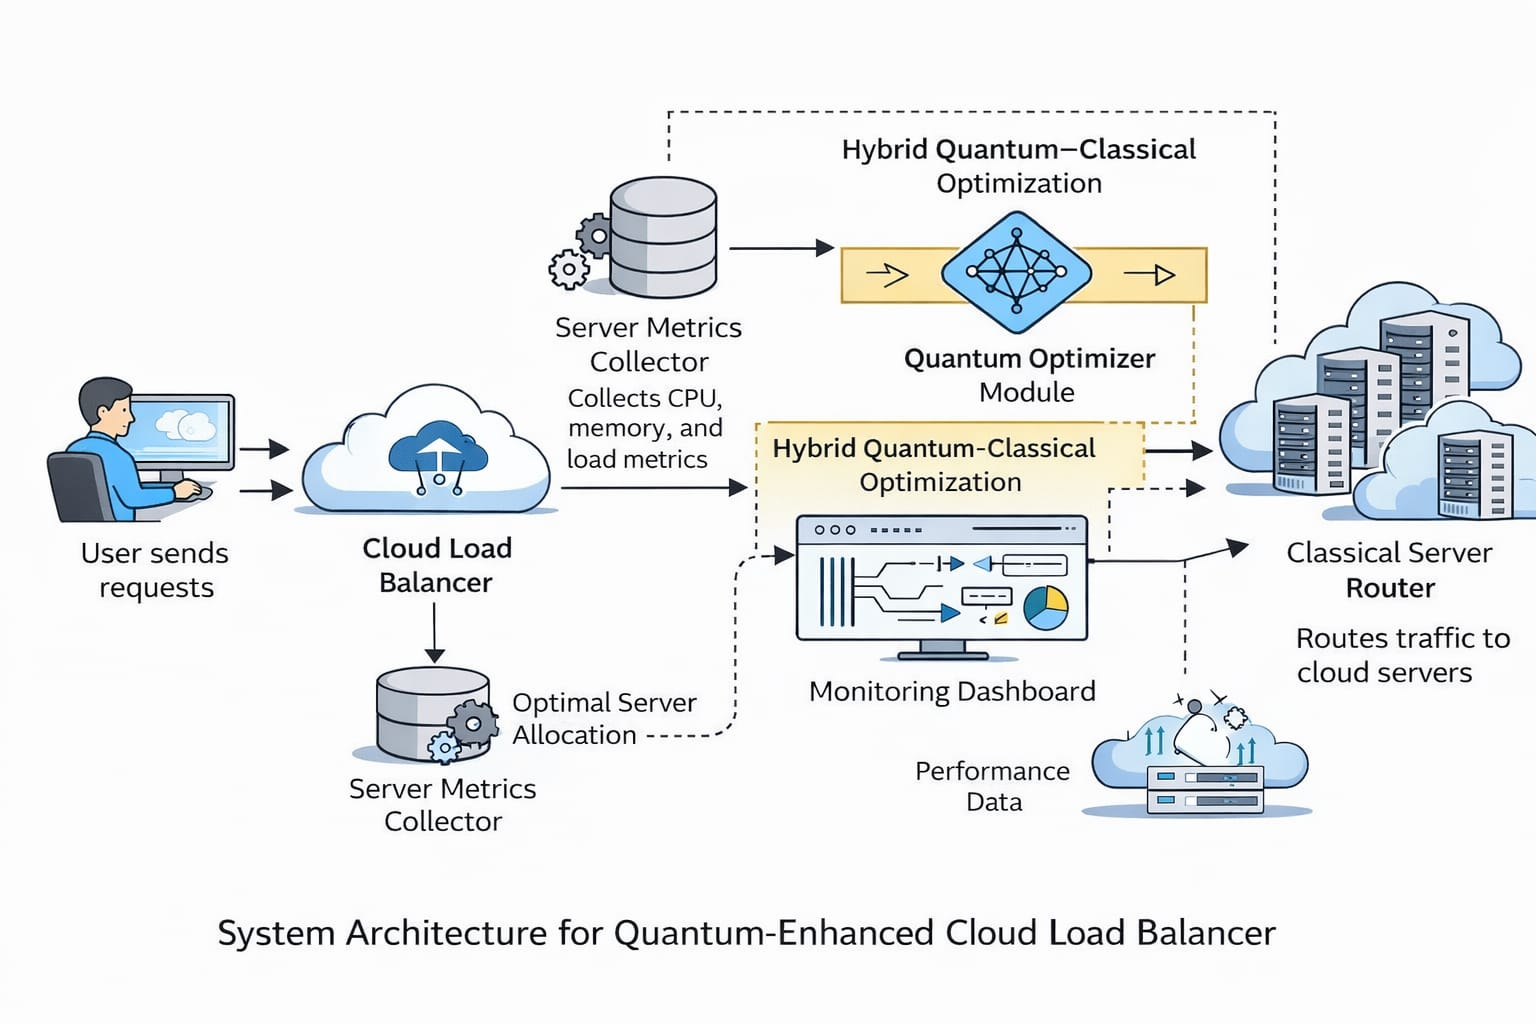 Hybrid Quantum–Classical
Optimization
Server Metrics
Collector
Collects CPU,
memory, and
load metrics
Quantum Optimizer
Module
Hybrid Quantum-Classical
Optimization
User sends
requests
Cloud Load
Balancer
Classical Server
Router
Routes traffic to
cloud servers
Monitoring Dashboard
Optimal Server
Allocation
Server Metrics
Collector
Performance
Data
System Architecture for Quantum-Enhanced Cloud Load Balancer